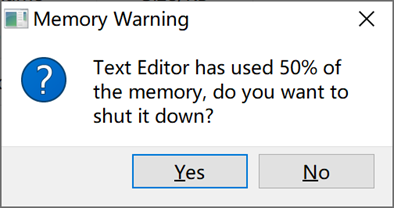 Memory Warning
Text Editor has used 50% of
the memory, do you want to
shut it down?
Yes
No